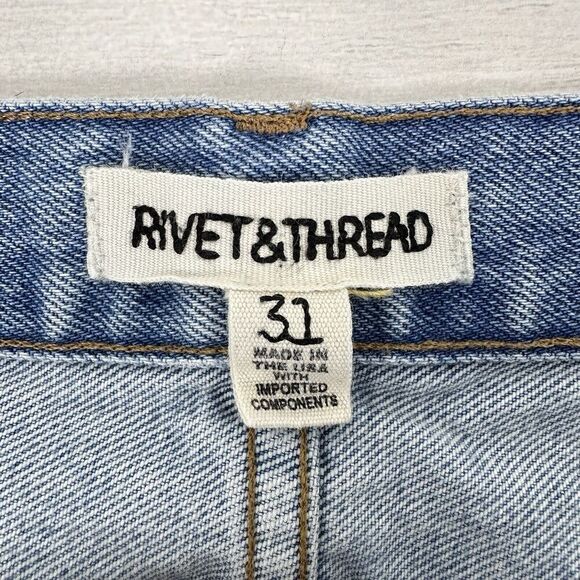 RIVET&THREAD
31
MADE IN
THE USA
WITH
IMPORTED
COMPONENTS